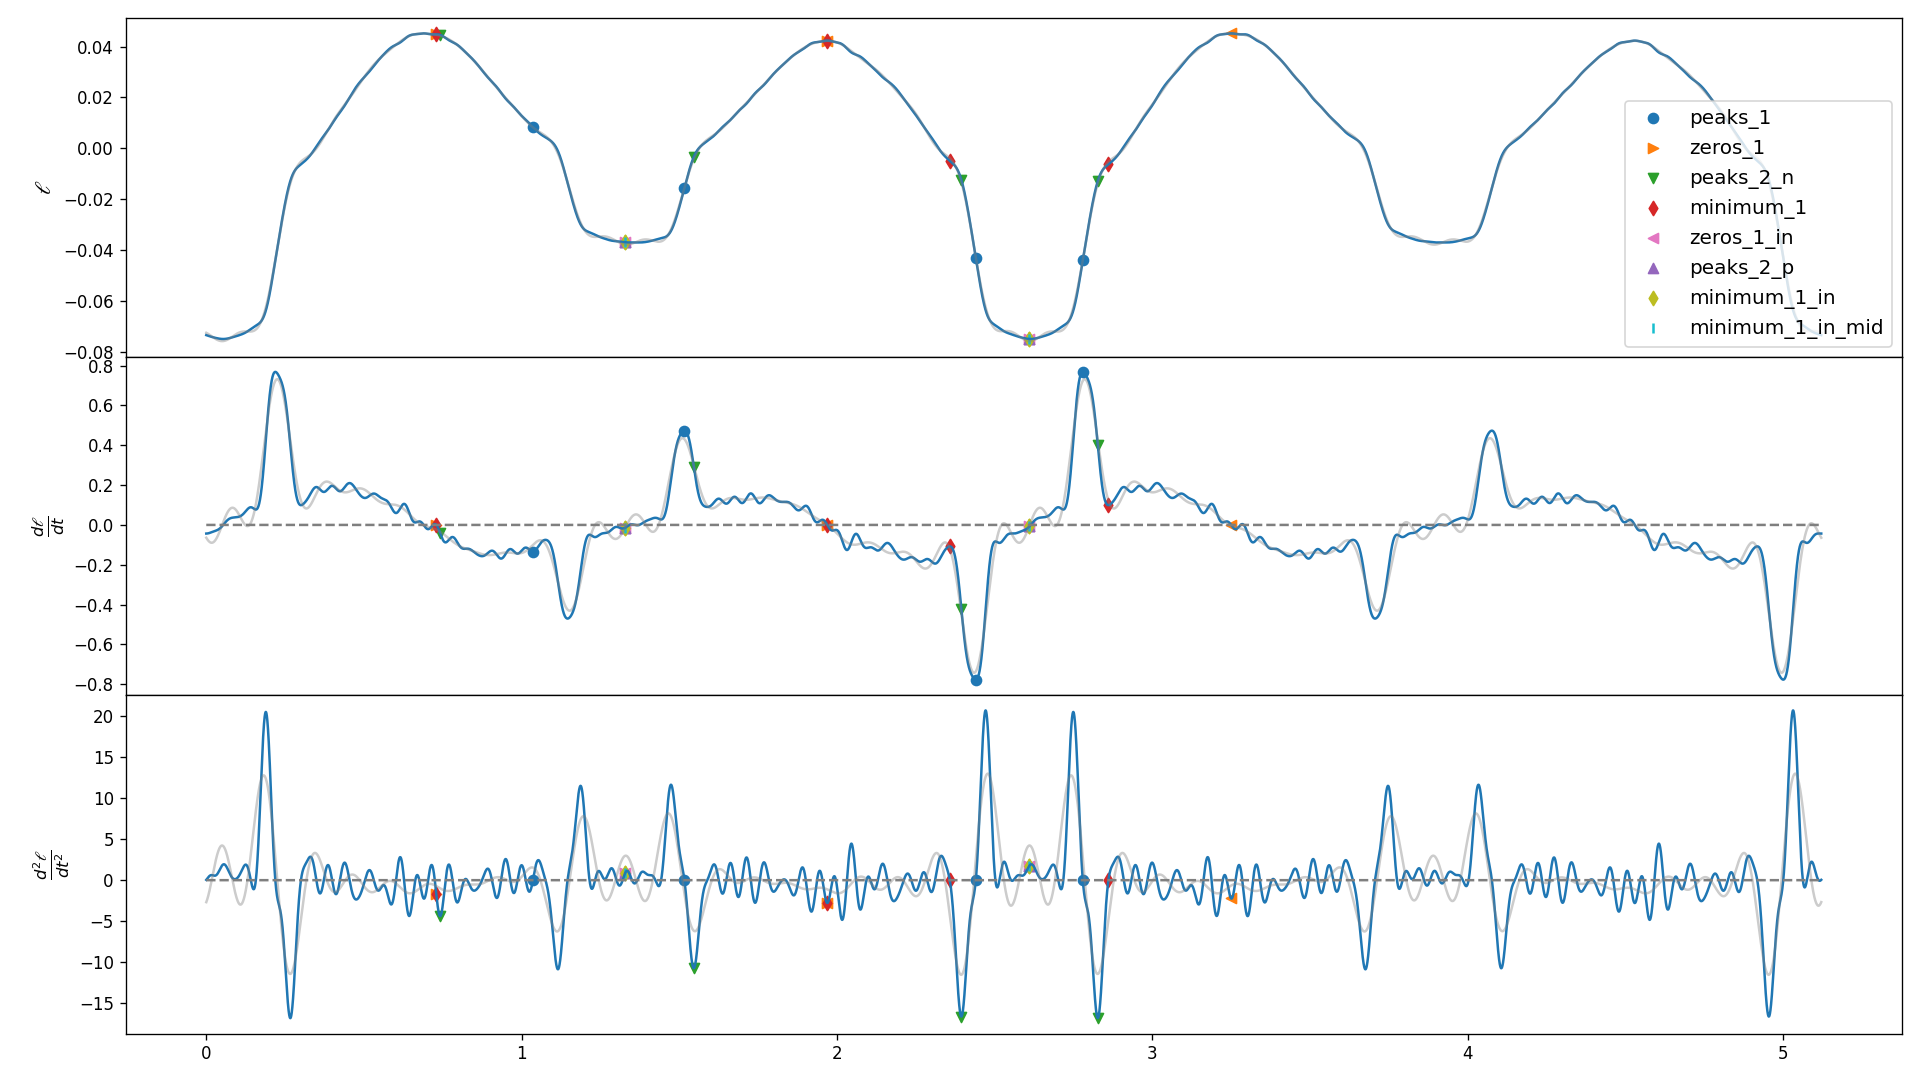 0.04
0.02
0.00
−0.02
−0.04
−0.06
−0.08
ℓ
peaks_1
zeros_1
peaks_2_n
minimum_1
zeros_1_in
peaks_2_p
minimum_1_in
minimum_1_in_mid
0.8
0.6
0.4
0.2
0.0
−0.2
−0.4
−0.6
−0.8
dℓ
dt
20
15
10
5
0
−5
−10
−15
d²ℓ
dt²
0 1 2 3 4 5